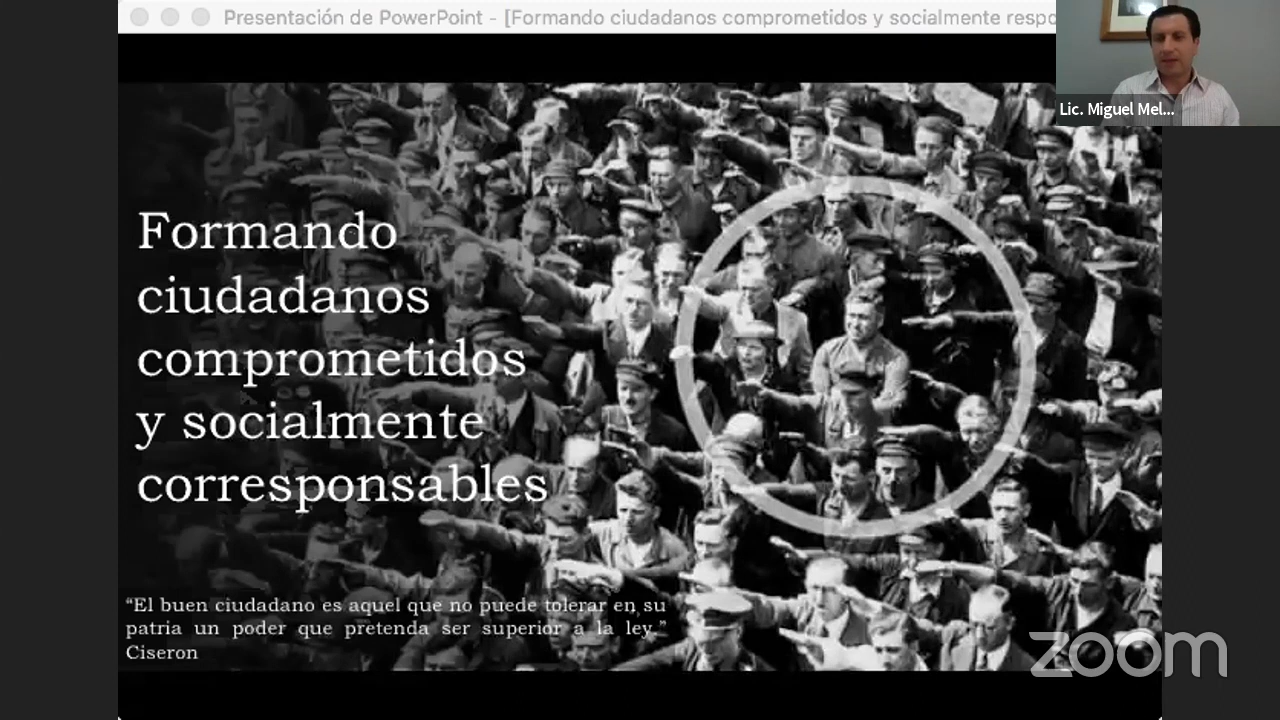 Presentación de PowerPoint - [Formando ciudadanos comprometidos y socialmente respo
Lic. Miguel Mel...
Formando
ciudadanos
comprometidos
y socialmente
corresponsables
“El buen ciudadano es aquel que no puede tolerar en su
patria un poder que pretenda ser superior a la ley.”
Ciseron
zoom